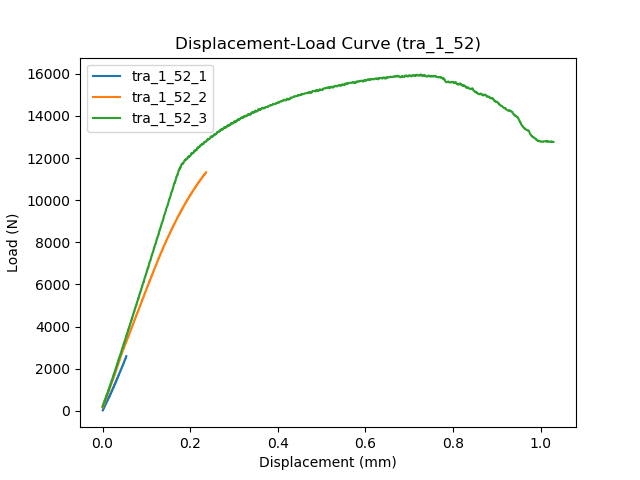 Displacement-Load Curve (tra_1_52)
tra_1_52_1
tra_1_52_2
tra_1_52_3
16000
14000
12000
10000
8000
6000
4000
2000
0
Load (N)
0.0 0.2 0.4 0.6 0.8 1.0
Displacement (mm)